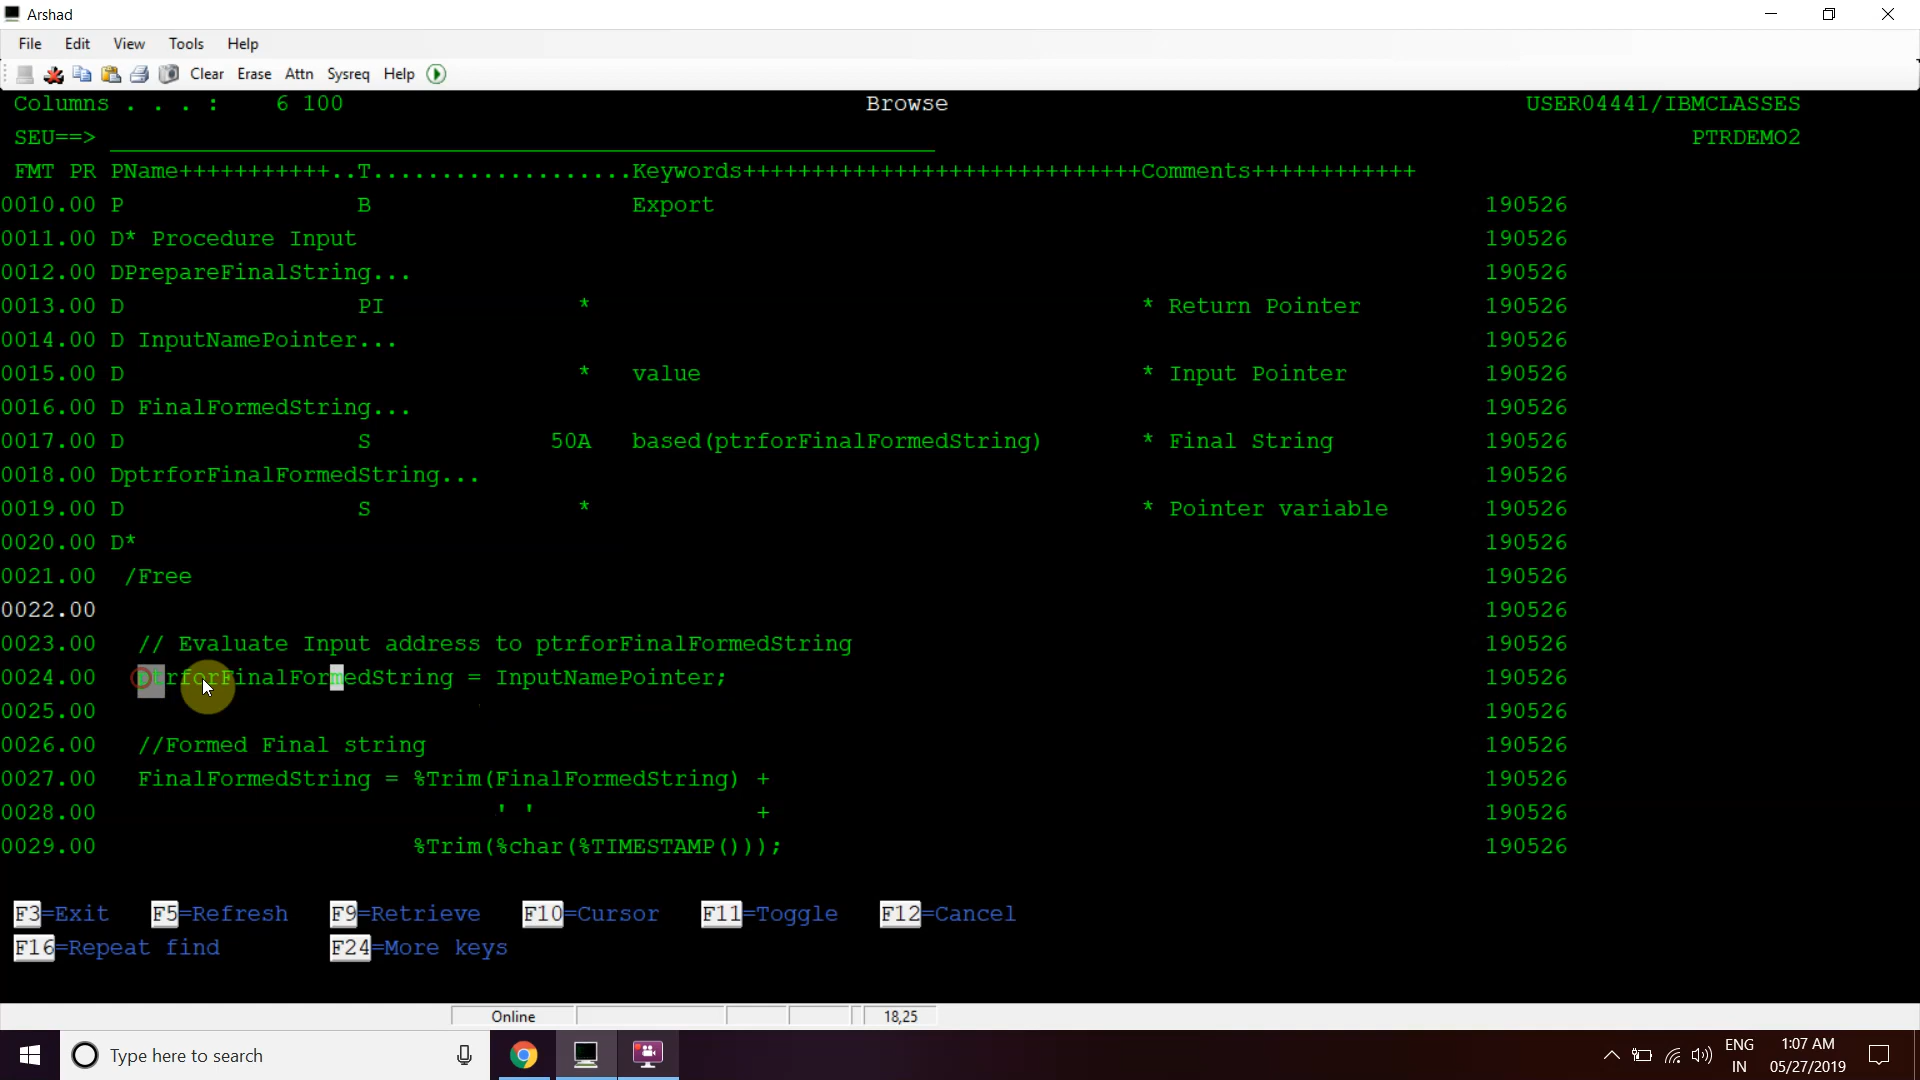 Arshad
File Edit View Tools Help
Clear Erase Attn Sysreq Help
Columns . . . : 6 100 Browse USER04441/IBMCLASSES
SEU==> PTRDEMO2
FMT PR PName+++++++++++..T...................Keywords+++++++++++++++++++++++++++++Comments++++++++++++
0010.00 P B Export 190526
0011.00 D* Procedure Input 190526
0012.00 DPrepareFinalString... 190526
0013.00 D PI * * Return Pointer 190526
0014.00 D InputNamePointer... 190526
0015.00 D * value * Input Pointer 190526
0016.00 D FinalFormedString... 190526
0017.00 D S 50A based(ptrforFinalFormedString) * Final String 190526
0018.00 DptrforFinalFormedString... 190526
0019.00 D S * * Pointer variable 190526
0020.00 D* 190526
0021.00 /Free 190526
0022.00 190526
0023.00 // Evaluate Input address to ptrforFinalFormedString 190526
0024.00 ptrforFinalFormedString = InputNamePointer; 190526
0025.00 190526
0026.00 //Formed Final string 190526
0027.00 FinalFormedString = %Trim(FinalFormedString) + 190526
0028.00 ' ' + 190526
0029.00 %Trim(%char(%TIMESTAMP())); 190526
F3=Exit F5=Refresh F9=Retrieve F10=Cursor F11=Toggle F12=Cancel
F16=Repeat find F24=More keys
Online 18,25
Type here to search ENG 1:07 AM
IN 05/27/2019